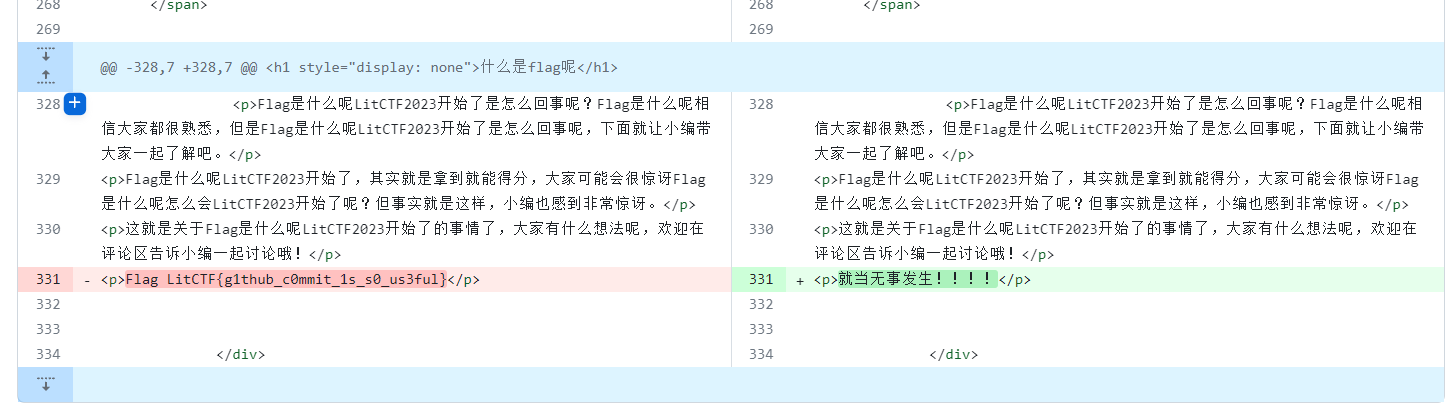 268 </span>
269
@@ -328,7 +328,7 @@ <h1 style="display: none">什么是flag呢</h1>
328 <p>Flag是什么呢LitCTF2023开始了是怎么回事呢？Flag是什么呢相
信大家都很熟悉，但是Flag是什么呢LitCTF2023开始了是怎么回事呢，下面就让小编带
大家一起了解吧。</p>
329 <p>Flag是什么呢LitCTF2023开始了，其实就是拿到就能得分，大家可能会很惊讶Flag
是什么呢怎么会LitCTF2023开始了呢？但事实就是这样，小编也感到非常惊讶。</p>
330 <p>这就是关于Flag是什么呢LitCTF2023开始了的事情了，大家有什么想法呢，欢迎在
评论区告诉小编一起讨论哦！</p>
331 - <p>Flag LitCTF{g1thub_c0mmit_1s_s0_us3ful}</p>
332
333
334 </div>
268 </span>
269
328 <p>Flag是什么呢LitCTF2023开始了是怎么回事呢？Flag是什么呢相
信大家都很熟悉，但是Flag是什么呢LitCTF2023开始了是怎么回事呢，下面就让小编带
大家一起了解吧。</p>
329 <p>Flag是什么呢LitCTF2023开始了，其实就是拿到就能得分，大家可能会很惊讶Flag
是什么呢怎么会LitCTF2023开始了呢？但事实就是这样，小编也感到非常惊讶。</p>
330 <p>这就是关于Flag是什么呢LitCTF2023开始了的事情了，大家有什么想法呢，欢迎在
评论区告诉小编一起讨论哦！</p>
331 + <p>就当无事发生！！！！</p>
332
333
334 </div>